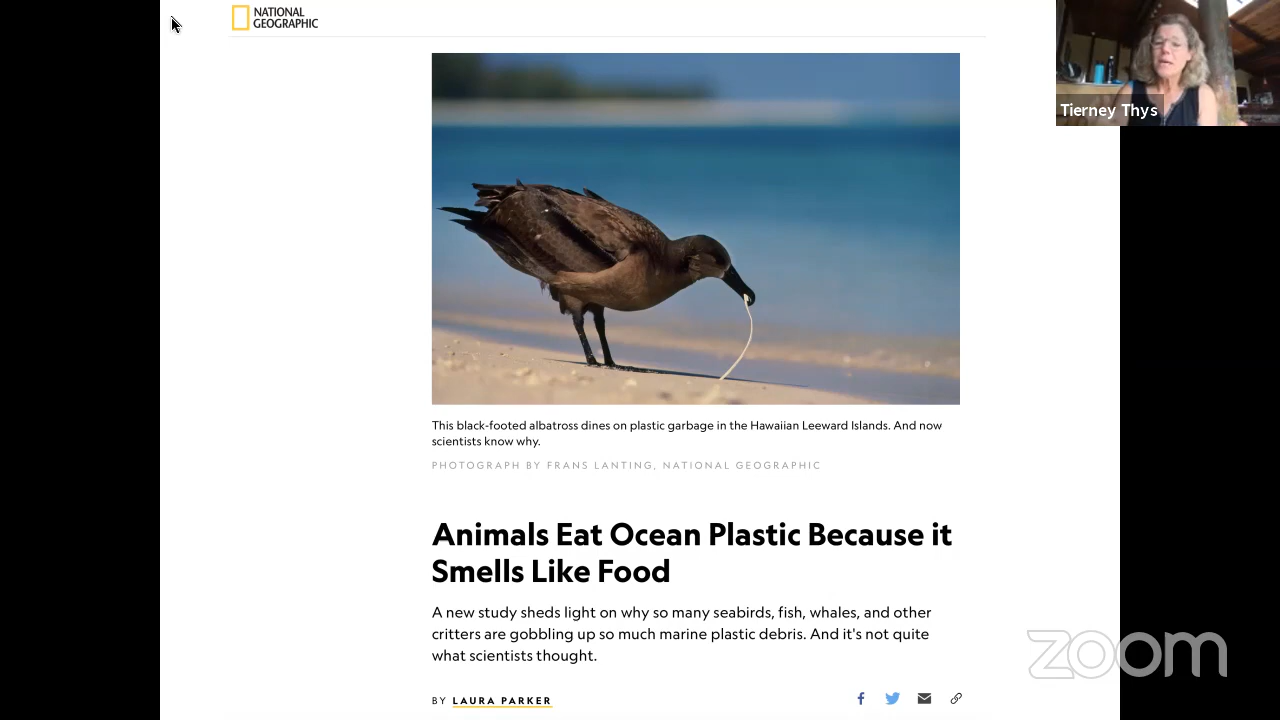 NATIONAL
GEOGRAPHIC
Tierney Thys
This black-footed albatross dines on plastic garbage in the Hawaiian Leeward Islands. And now
scientists know why.
PHOTOGRAPH BY FRANS LANTING, NATIONAL GEOGRAPHIC
Animals Eat Ocean Plastic Because it
Smells Like Food
A new study sheds light on why so many seabirds, fish, whales, and other
critters are gobbling up so much marine plastic debris. And it's not quite
what scientists thought.
BY LAURA PARKER
zoom